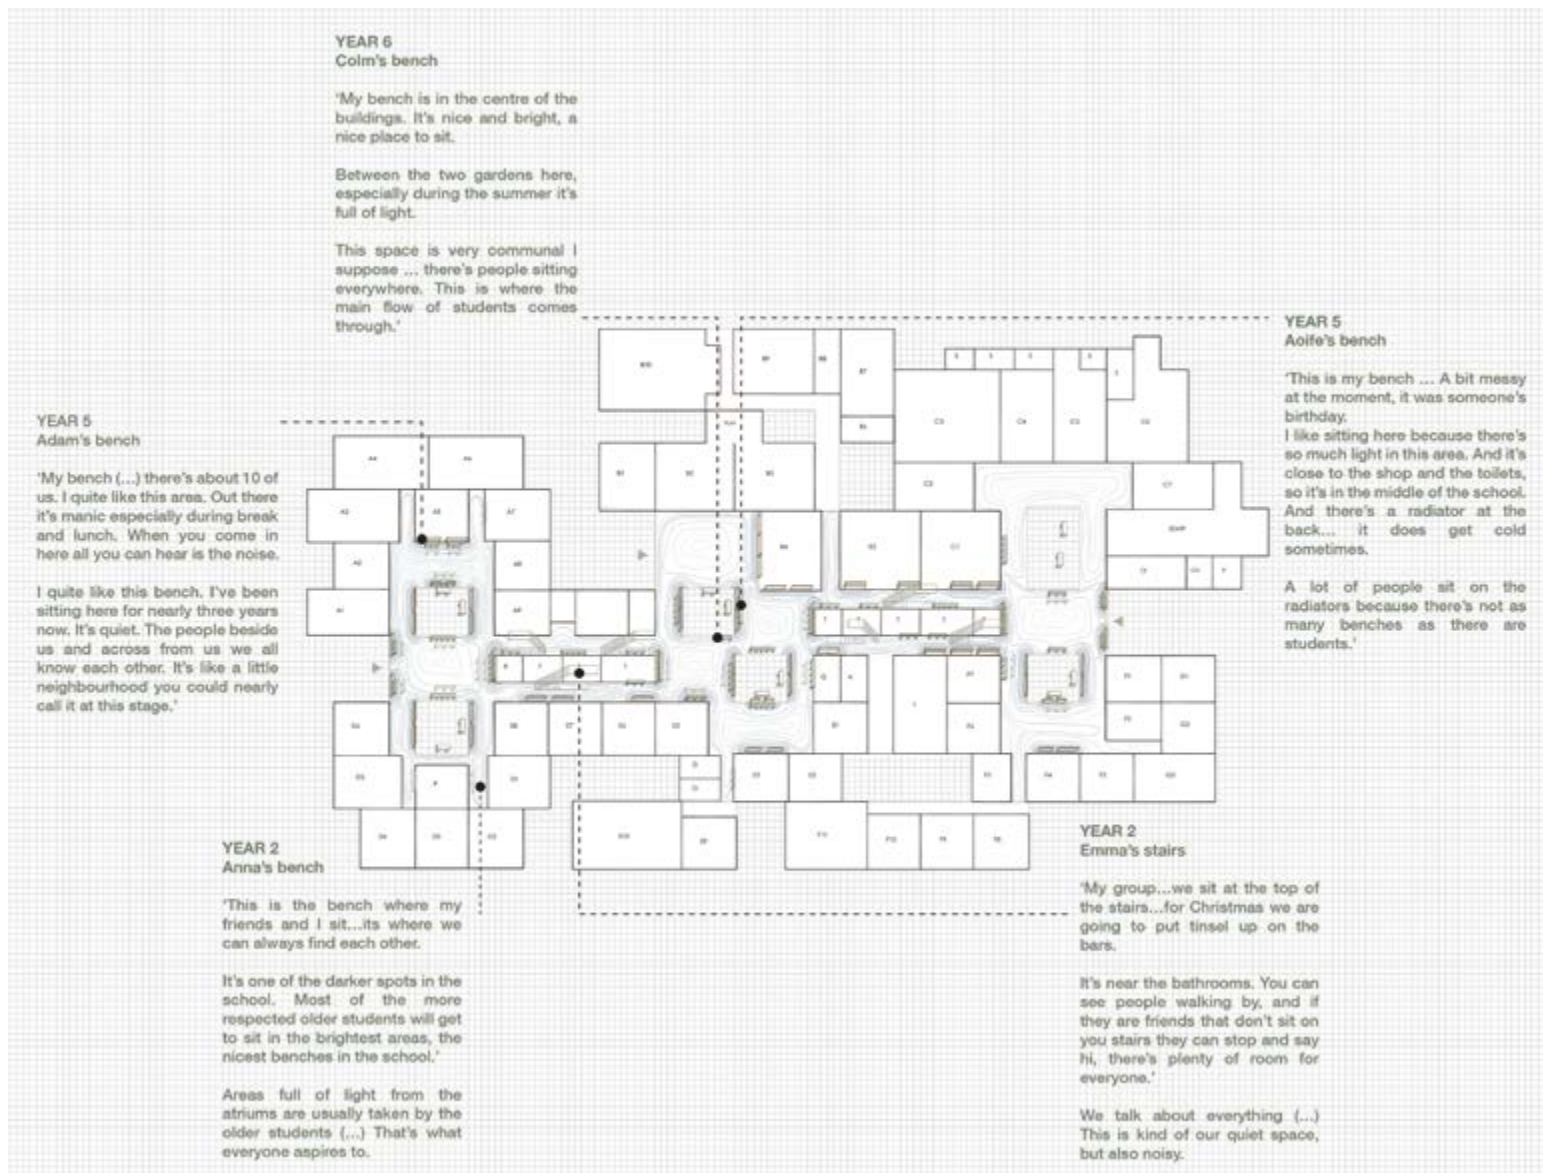 YEAR 6
Colm's bench
'My bench is in the centre of the
buildings. It's nice and bright, a
nice place to sit.
Between the two gardens here,
especially during the summer it's
full of light.
This space is very communal I
suppose ... there's people sitting
everywhere. This is where the
main flow of students comes
through.'
YEAR 5
Aoife's bench
'This is my bench ... A bit messy
at the moment, it was someone's
birthday.
I like sitting here because there's
so much light in this area. And it's
close to the shop and the toilets,
so it's in the middle of the school.
And there's a radiator at the
back... it does get cold
sometimes.
A lot of people sit on the
radiators because there's not as
many benches as there are
students.'
YEAR 5
Adam's bench
'My bench (...) there's about 10 of
us. I quite like this area. Out there
it's manic especially during break
and lunch. When you come in
here all you can hear is the noise.
I quite like this bench. I've been
sitting here for nearly three years
now. It's quiet. The people beside
us and across from us we all
know each other. It's like a little
neighbourhood you could nearly
call it at this stage.'
YEAR 2
Anna's bench
'This is the bench where my
friends and I sit...its where we
can always find each other.
It's one of the darker spots in the
school. Most of the more
respected older students will get
to sit in the brightest areas, the
nicest benches in the school.'
Areas full of light from the
atriums are usually taken by the
older students (...) That's what
everyone aspires to.
YEAR 2
Emma's stairs
'My group...we sit at the top of
the stairs...for Christmas we are
going to put tinsel up on the
bars.
It's near the bathrooms. You can
see people walking by, and if
they are friends that don't sit on
you stairs they can stop and say
hi, there's plenty of room for
everyone.'
We talk about everything (...)
This is kind of our quiet space,
but also noisy.